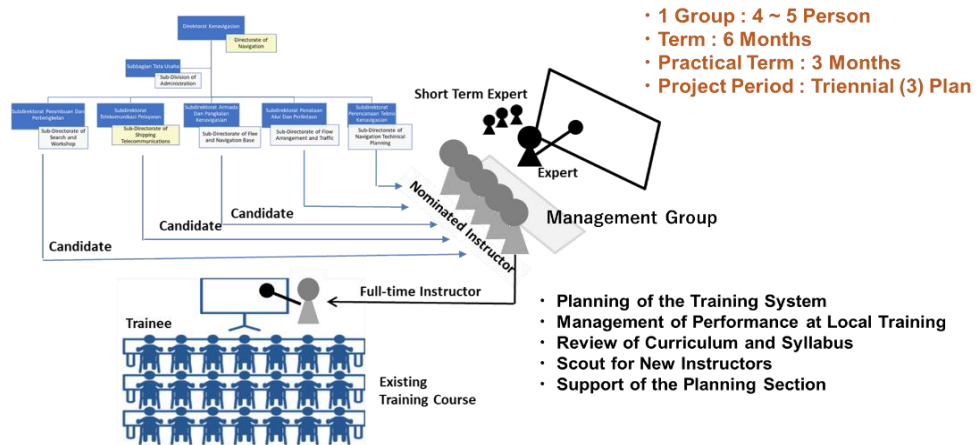 ・ 1 Group : 4 ~ 5 Person
・ Term : 6 Months
・ Practical Term : 3 Months
・ Project Period : Triennial (3) Plan
Direktorat Kenavigasian
Directorate of
Navigation
Subbagian Tata Usaha
Sub-Division of
Administration
Subdirektorat Penimbaan Dan
Perbengkelan
Sub-Directorate of
Search and
Workshop
Subdirektorat
Telekomunikasi Pelayaran
Sub-Directorate of
Shipping
Telecommunications
Subdirektorat Armada
Dan Pangkalan
Kenavigasian
Sub-Directorate of Flee
and Navigation Base
Subdirektorat Penataan
Alur Dan Perlintasan
Sub-Directorate of Flow
Arrangement and Traffic
Subdirektorat
Perencanaan Teknis
Kenavigasian
Sub-Directorate of
Navigation Technical
Planning
Short Term Expert
Expert
Nominated Instructor
Management Group
Candidate
Candidate
Candidate
Full-time Instructor
Trainee
Existing
Training Course
・ Planning of the Training System
・ Management of Performance at Local Training
・ Review of Curriculum and Syllabus
・ Scout for New Instructors
・ Support of the Planning Section